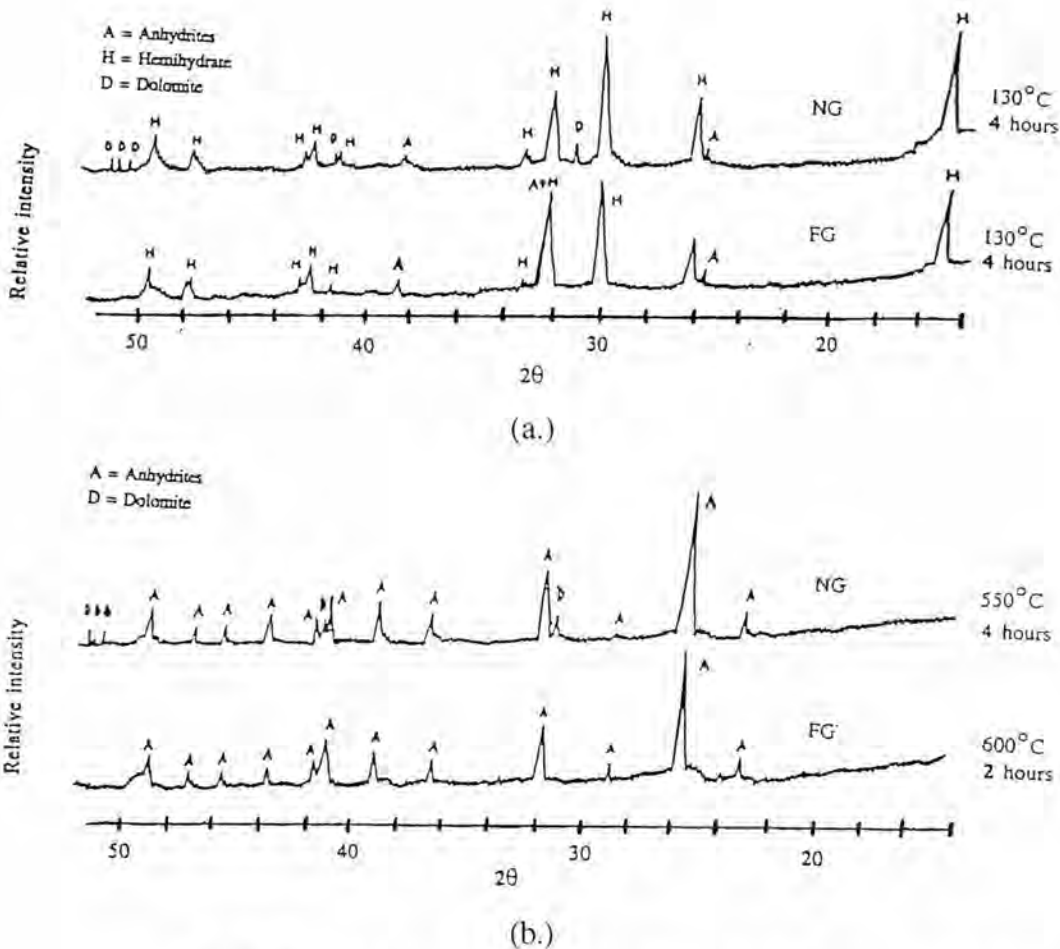 A = Anhydrites
H = Hemihydrate
D = Dolomite
H H H H H D H A H H D H H A NG H 130°C
D D D 4 hours
Relative intensity
H H H H H A H A+H H A FG H 130°C
4 hours
50 40 30 20
2θ
(a.)
A = Anhydrites
D = Dolomite
A A A A A D A A A A D A A A NG 550°C
4 hours
Relative intensity
A A A A A A A A A A A A FG 600°C
2 hours
50 40 30 20
2θ
(b.)